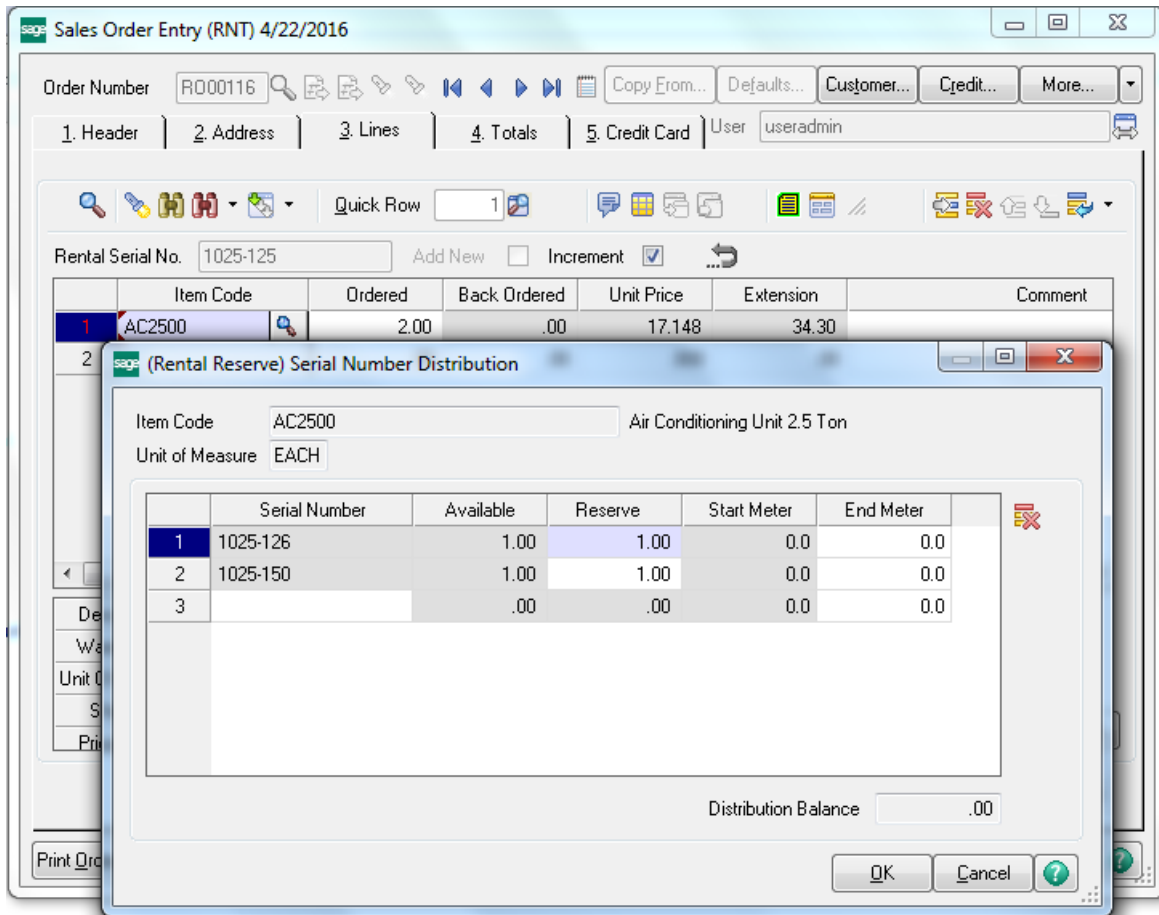 sage Sales Order Entry (RNT) 4/22/2016
Order Number RO00116 Copy From... Defaults... Customer... Credit... More...
1. Header 2. Address 3. Lines 4. Totals 5. Credit Card User useradmin
Quick Row 1
Rental Serial No. 1025-125 Add New Increment
Item Code Ordered Back Ordered Unit Price Extension Comment
1 AC2500 2.00 .00 17.148 34.30
2
sage (Rental Reserve) Serial Number Distribution
Item Code AC2500 Air Conditioning Unit 2.5 Ton
Unit of Measure EACH
Serial Number Available Reserve Start Meter End Meter
1 1025-126 1.00 1.00 0.0 0.0
2 1025-150 1.00 1.00 0.0 0.0
3 .00 .00 0.0 0.0
De
Wa
Unit
S
Pri
Distribution Balance .00
OK Cancel
Print Ord